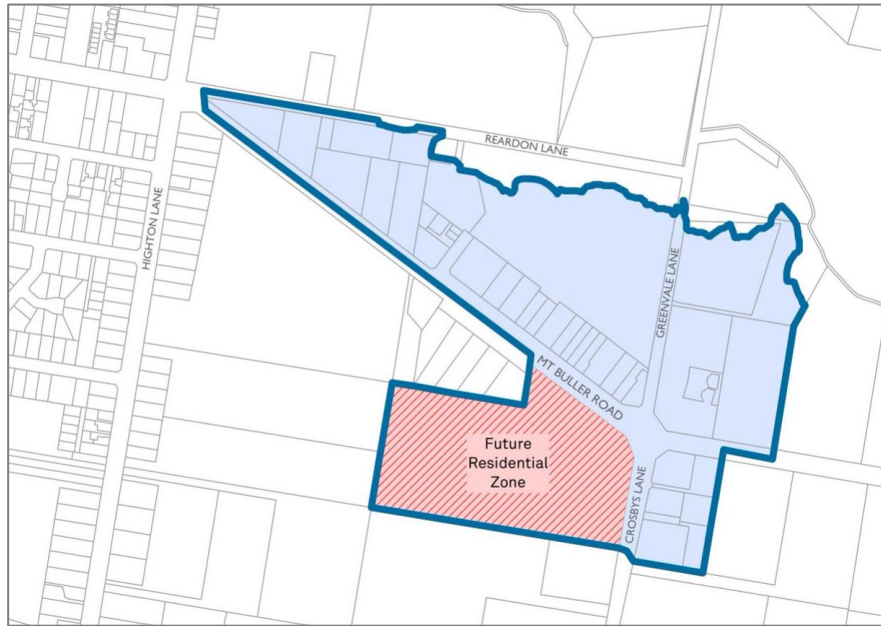 REARDON LANE
HIGHTON LANE
GREENVALE LANE
MT BULLER ROAD
Future
Residential
Zone
CROSBYS LANE